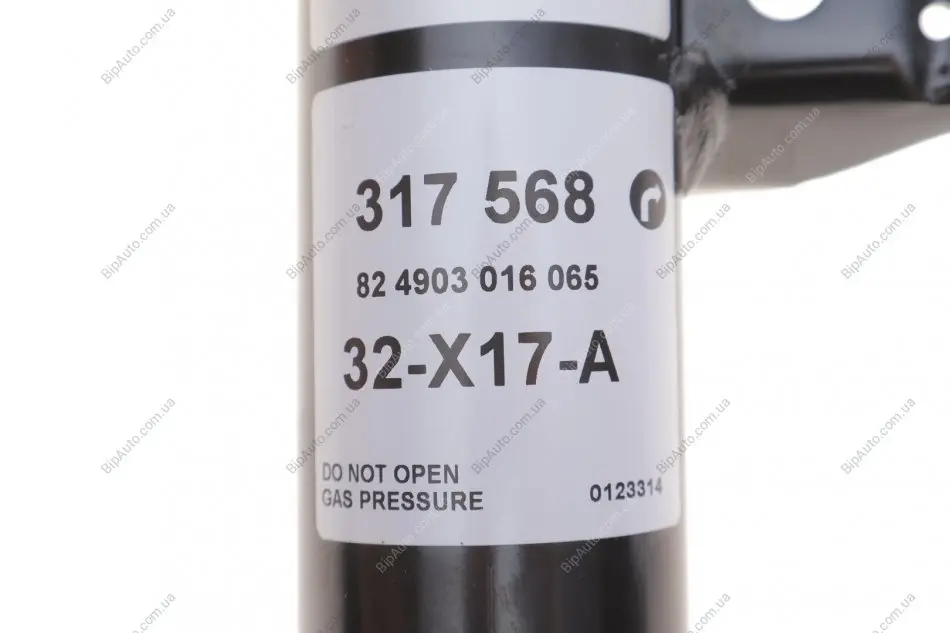 317 568 r
82 4903 016 065
32-X17-A
DO NOT OPEN
GAS PRESSURE
0123314
BipAuto.com.ua